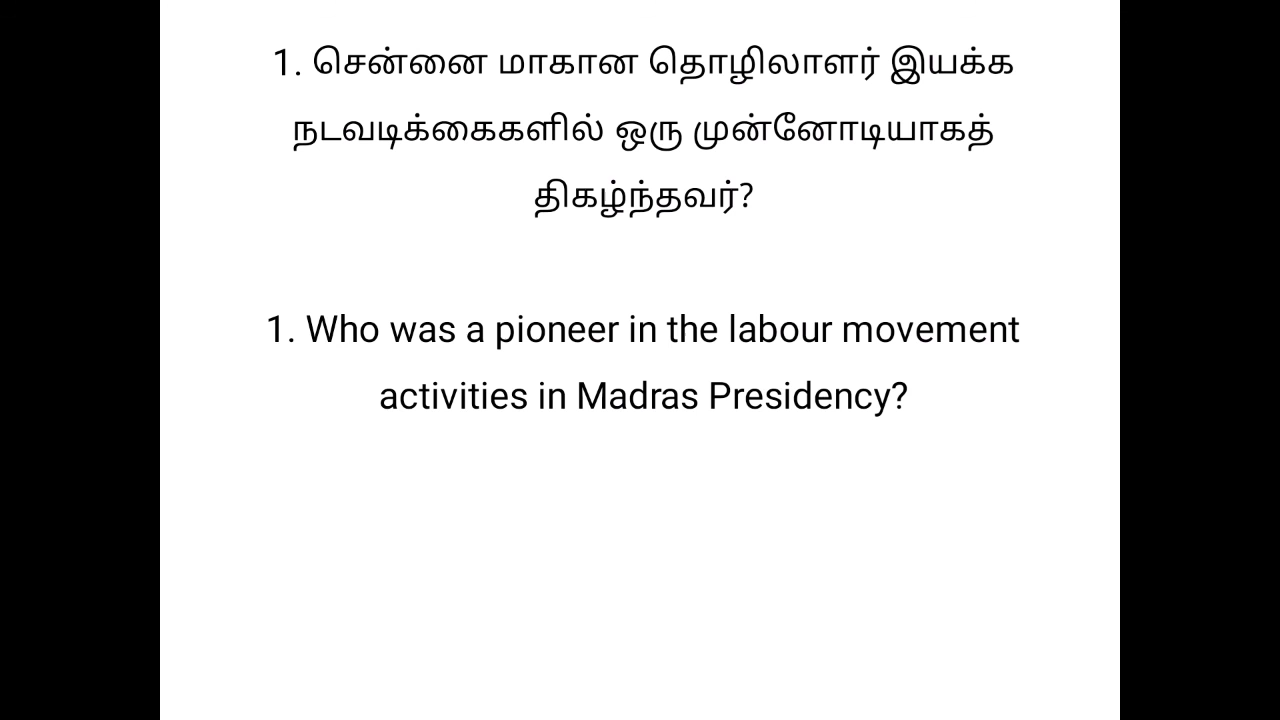 1. சென்னை மாகான தொழிலாளர் இயக்க
நடவடிக்கைகளில் ஒரு முன்னோடியாகத்
திகழ்ந்தவர்?
1. Who was a pioneer in the labour movement
activities in Madras Presidency?